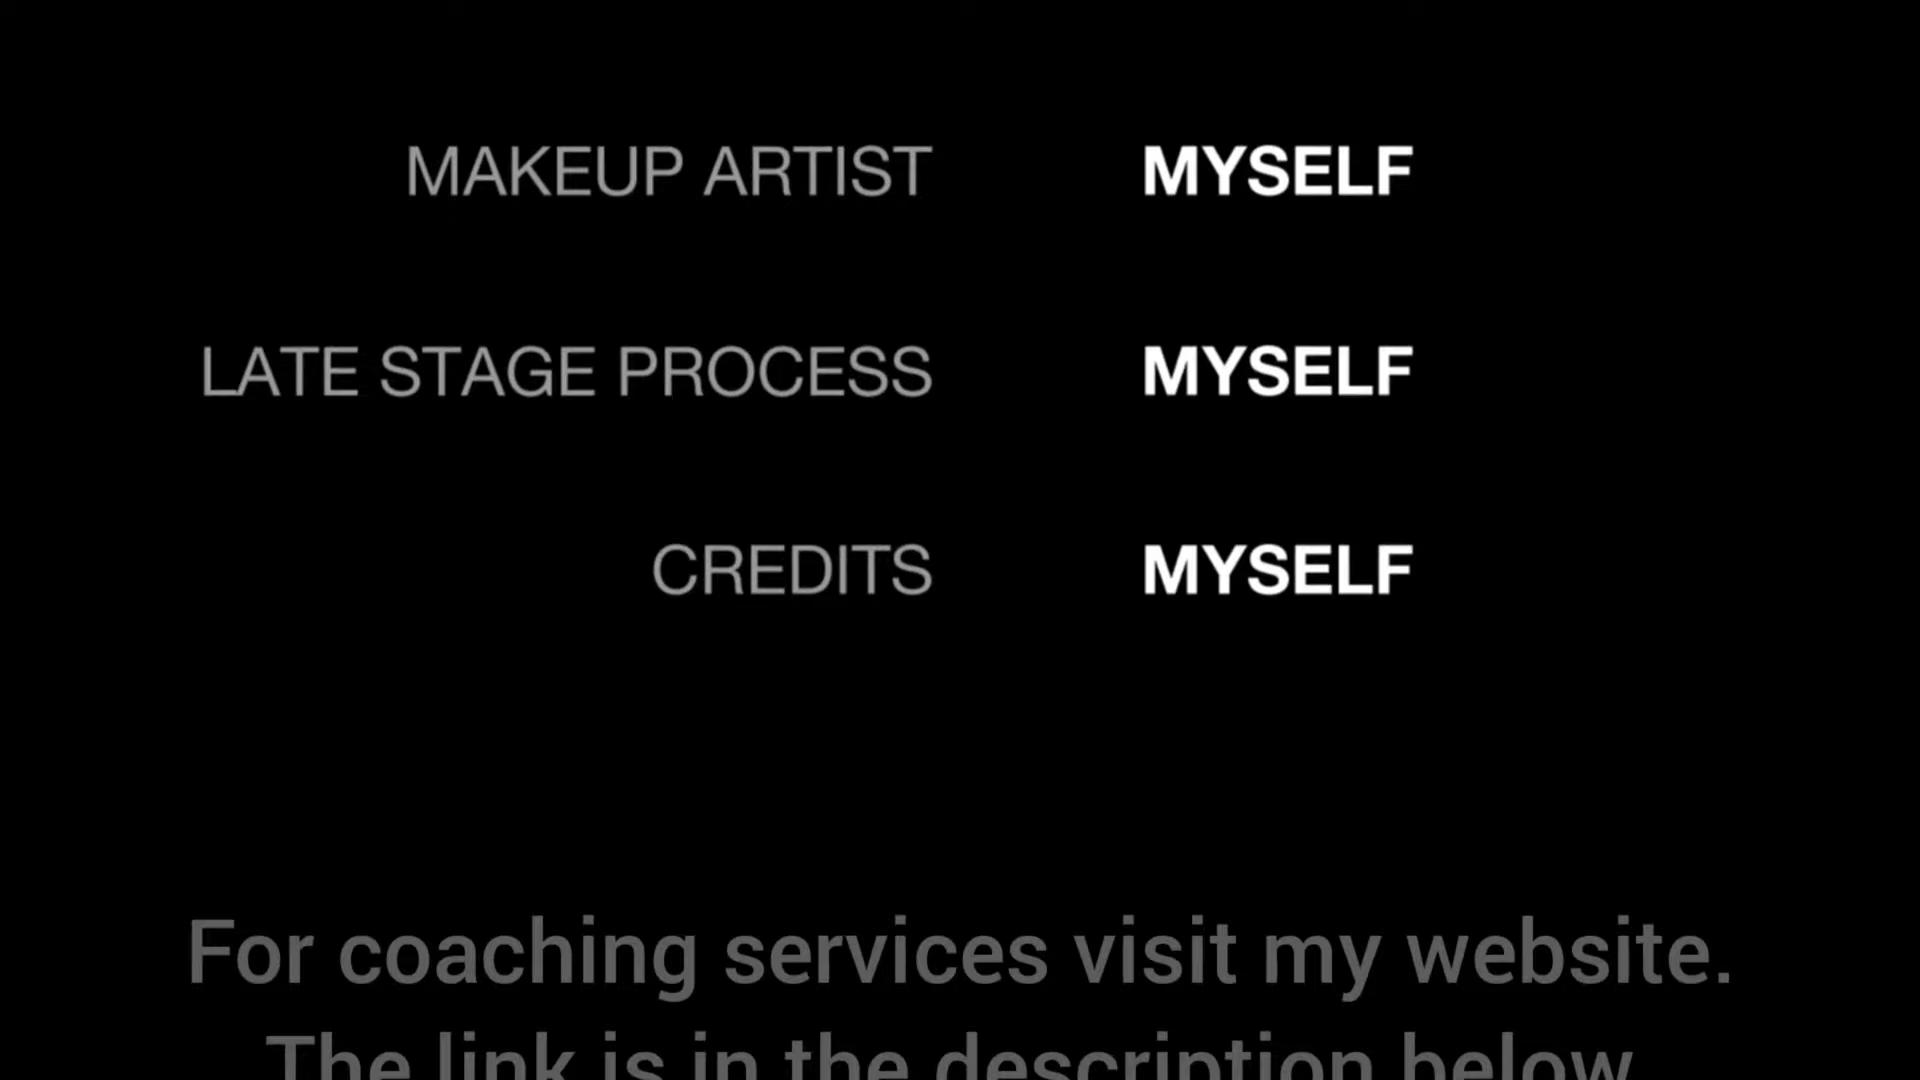 MAKEUP ARTIST MYSELF
LATE STAGE PROCESS MYSELF
CREDITS MYSELF
For coaching services visit my website.
The link is in the description below